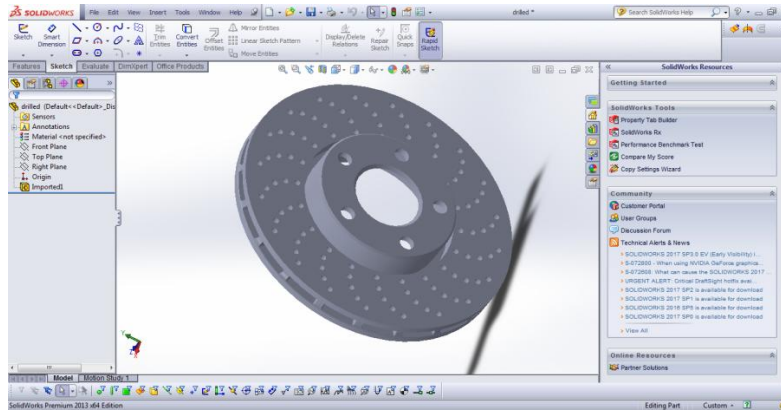 SOLIDWORKS File Edit View Insert Tools Window Help drilled * Search SolidWorks Help
Sketch Smart Dimension Trim Entities Convert Entities Offset Entities Mirror Entities Linear Sketch Pattern Move Entities Display/Delete Relations Repair Sketch Quick Snaps Rapid Sketch
Features Sketch Evaluate DimXpert Office Products
drilled (Default<<Default>_Dis
Sensors
Annotations
Material <not specified>
Front Plane
Top Plane
Right Plane
Origin
Imported1
SolidWorks Resources
Getting Started
SolidWorks Tools
Property Tab Builder
SolidWorks Rx
Performance Benchmark Test
Compare My Score
Copy Settings Wizard
Community
Customer Portal
User Groups
Discussion Forum
Technical Alerts & News
SOLIDWORKS 2017 SP3.0 EV (Early Visibility) i...
S-072800 - When using NVIDIA GeForce graphica...
What can cause the SOLIDWORKS 2017 ...
URGENT ALERT: Critical DraftSight hotfix avai...
SOLIDWORKS 2017 SP2 is available for download
SOLIDWORKS 2017 SP1 is available for download
SOLIDWORKS 2016 SP5 is available for download
SOLIDWORKS 2017 SP0 is available for download
View All
Online Resources
Partner Solutions
Model Motion Study 1
SolidWorks Premium 2013 x64 Edition Editing Part Custom